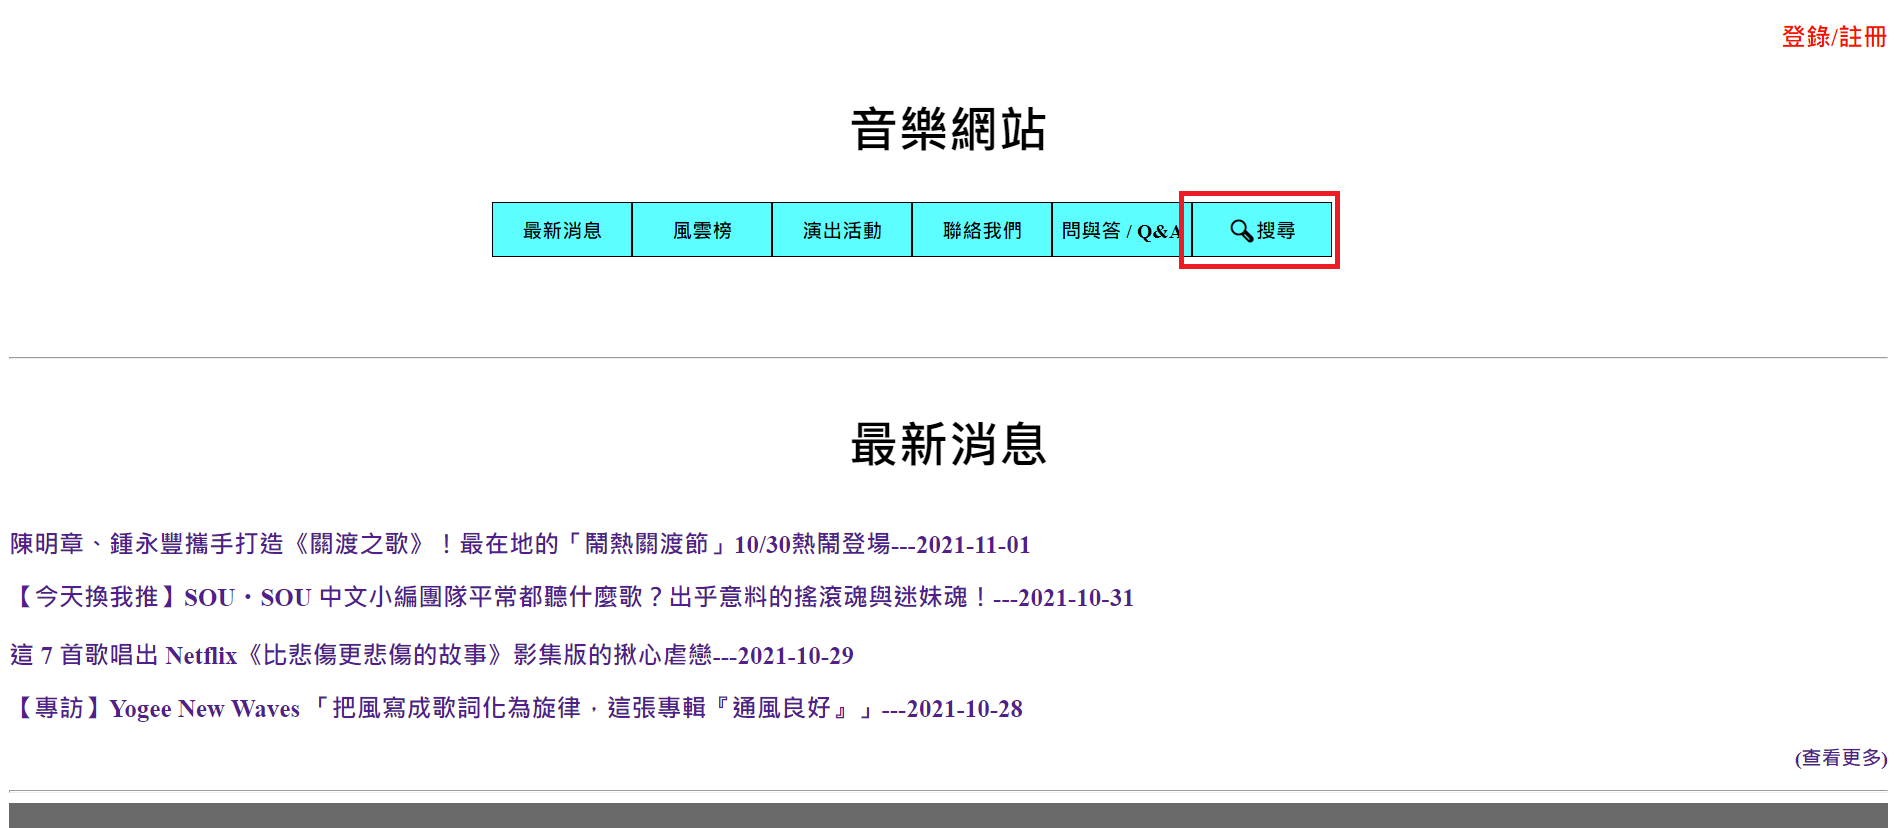 登錄/註冊
音樂網站
最新消息 風雲榜 演出活動 聯絡我們 問與答 / Q&A 搜尋
最新消息
陳明章、鍾永豐攜手打造《關渡之歌》！最在地的「鬧熱關渡節」10/30熱鬧登場---2021-11-01
【今天換我推】SOU・SOU 中文小編團隊平常都聽什麼歌？出乎意料的搖滾魂與迷妹魂！---2021-10-31
這 7 首歌唱出 Netflix《比悲傷更悲傷的故事》影集版的揪心虐戀---2021-10-29
【專訪】Yogee New Waves 「把風寫成歌詞化為旋律，這張專輯『通風良好』」---2021-10-28
(查看更多)